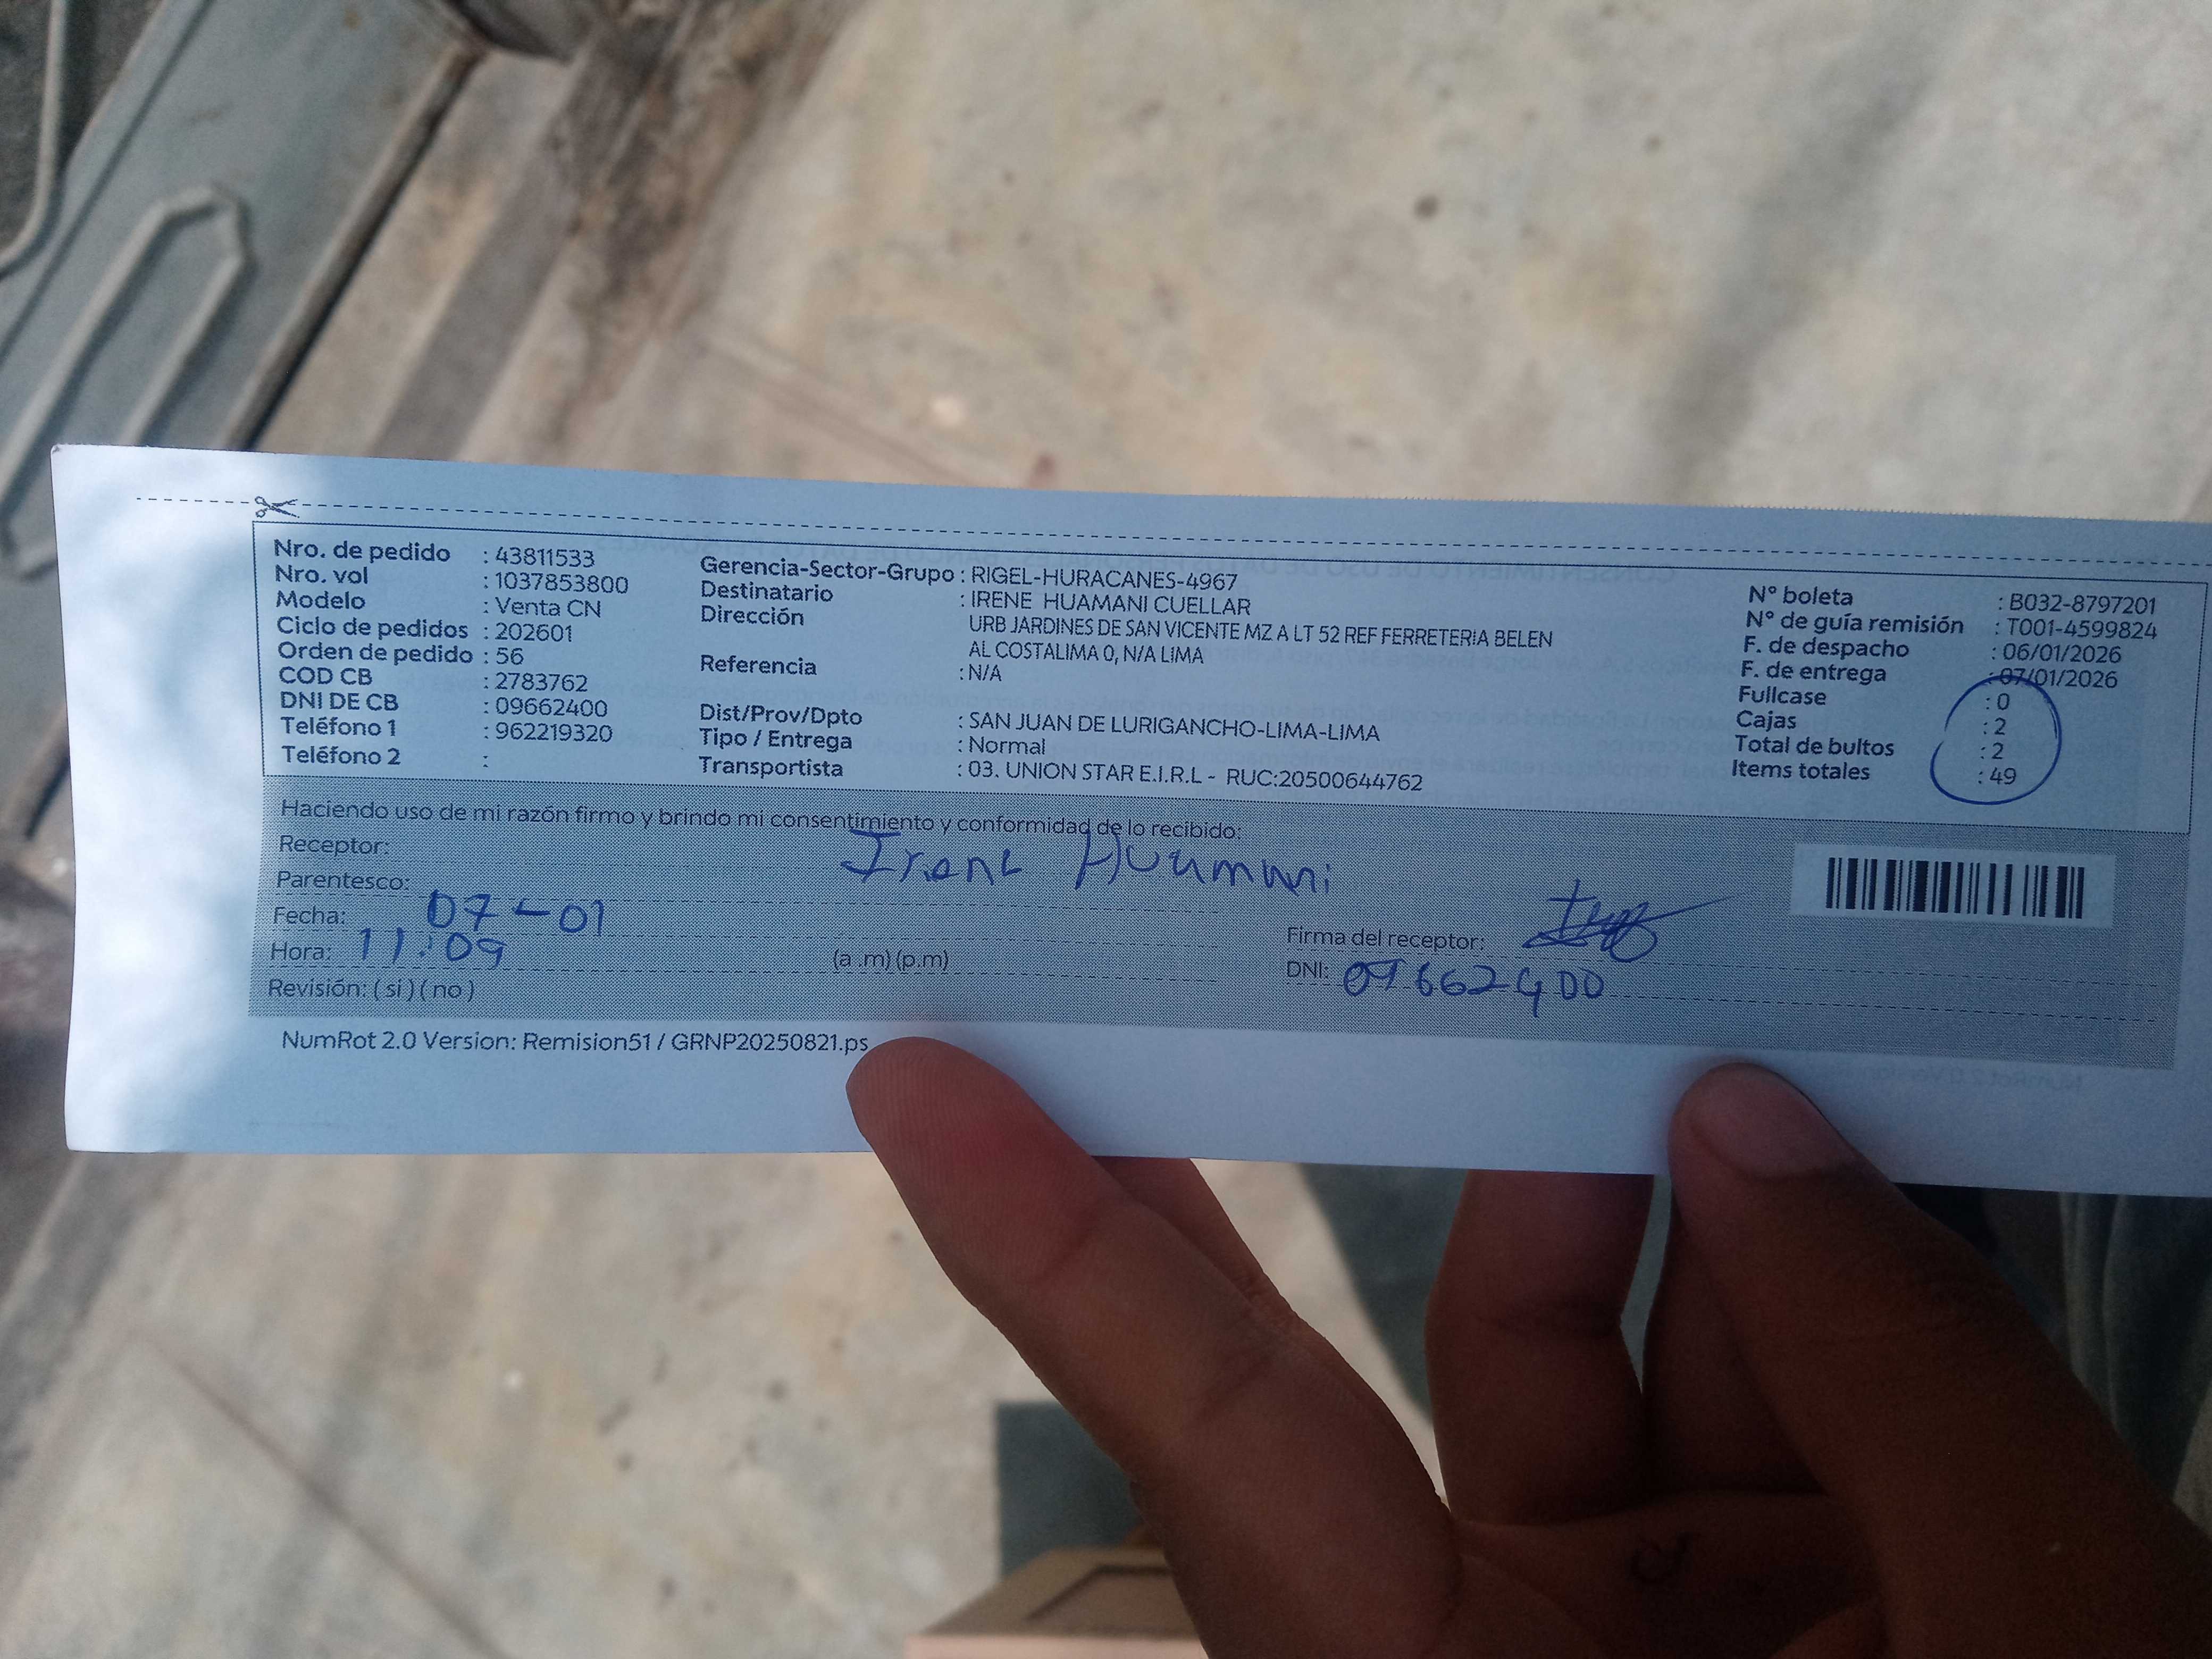 Nro. de pedido : 43811533
Nro. vol : 1037853800
Modelo : Venta CN
Ciclo de pedidos : 202601
Orden de pedido : 56
COD CB : 2783762
DNI DE CB : 09662400
Teléfono 1 : 962219320
Teléfono 2 :
Gerencia-Sector-Grupo : RIGEL-HURACANES-4967
Destinatario : IRENE HUAMANI CUELLAR
Dirección URB JARDINES DE SAN VICENTE MZ A LT 52 REF FERRETERIA BELEN
AL COSTALIMA 0, N/A LIMA
Referencia : N/A
Dist/Prov/Dpto : SAN JUAN DE LURIGANCHO-LIMA-LIMA
Tipo / Entrega : Normal
Transportista : 03. UNION STAR E.I.R.L - RUC:20500644762
N° boleta : B032-8797201
N° de guía remisión : T001-4599824
F. de despacho : 06/01/2026
F. de entrega : 07/01/2026
Fullcase : 0
Cajas : 2
Total de bultos : 2
Items totales : 49
Haciendo uso de mi razón firmo y brindo mi consentimiento y conformidad de lo recibido:
Receptor: Irene Huamani
Parentesco:
Fecha: 07-01
Hora: 11:09 (a .m) (p.m)
Revisión: ( si ) ( no )
Firma del receptor:
DNI: 09662400
NumRot 2.0 Version: Remision51 / GRNP20250821.ps